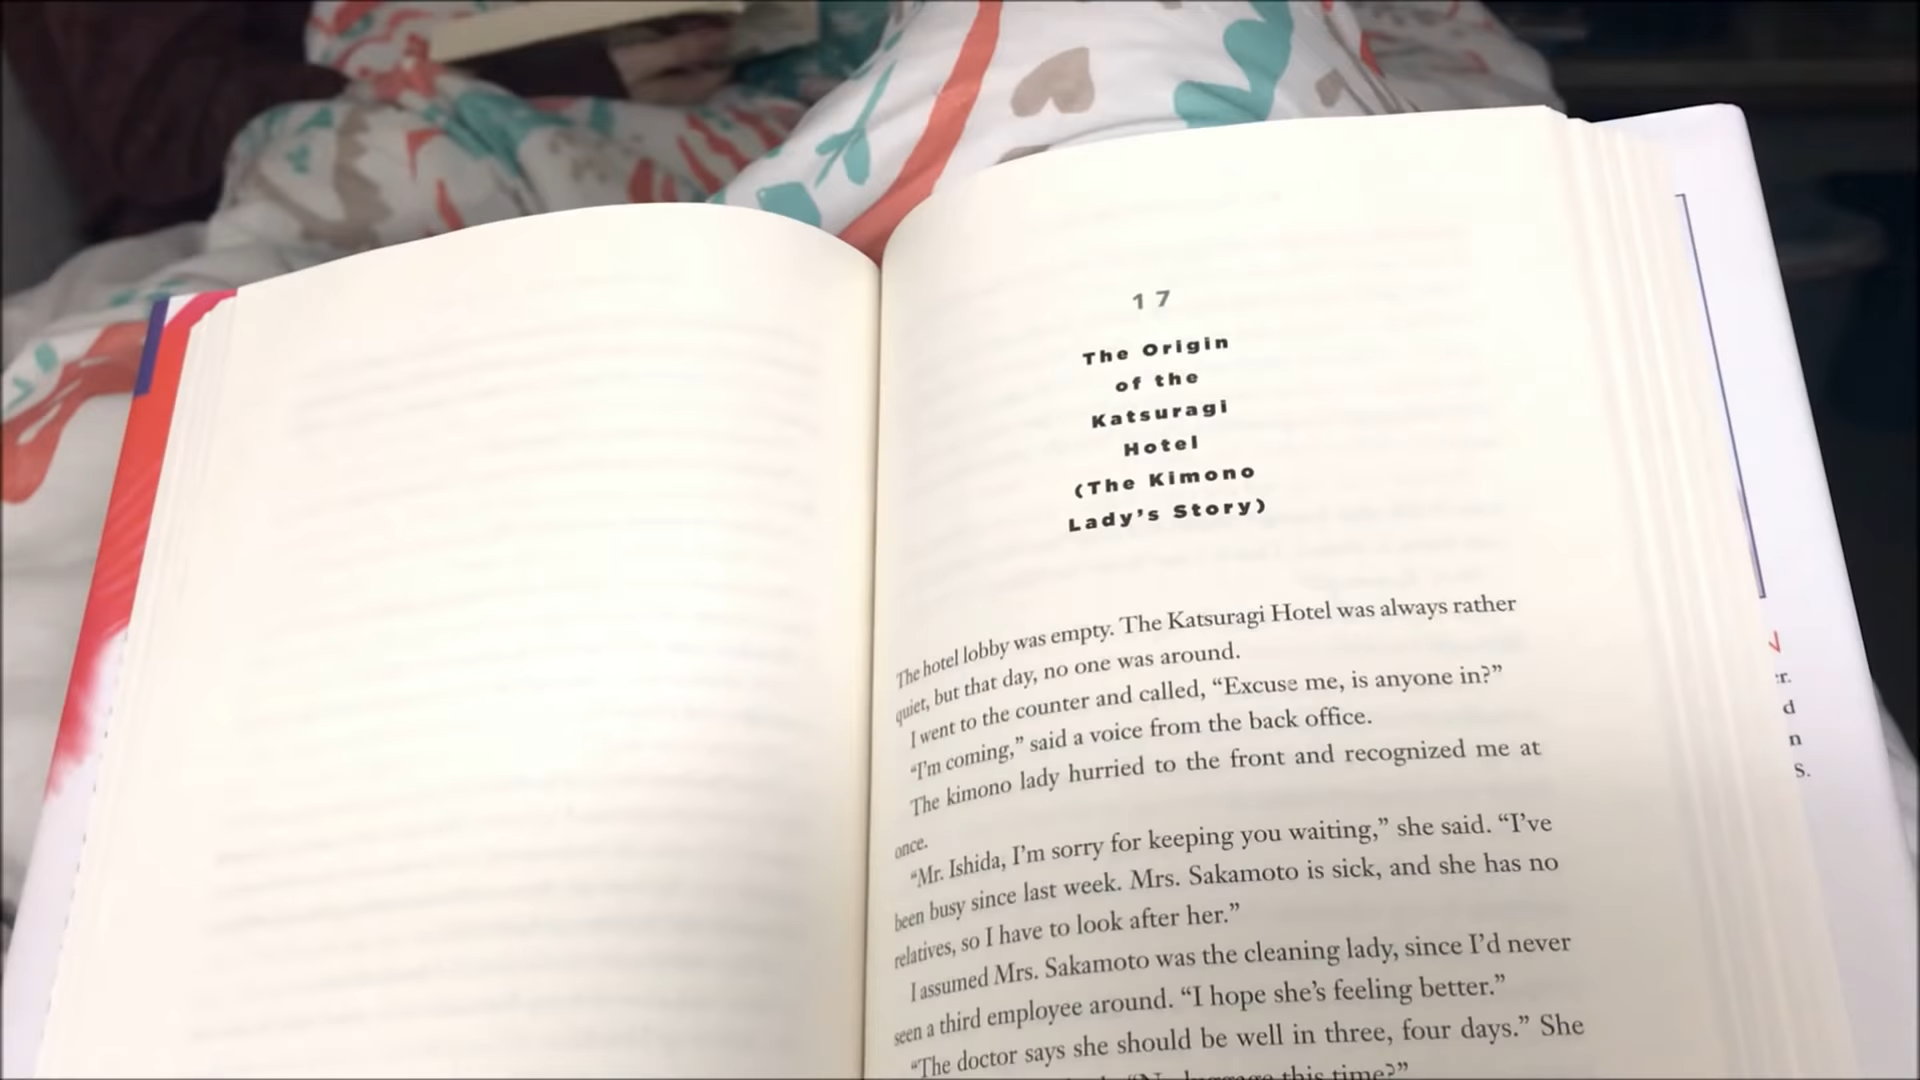 17
The Origin
of the
Katsuragi
Hotel
(The Kimono
Lady’s Story)
The hotel lobby was empty. The Katsuragi Hotel was always rather
quiet, but that day, no one was around.
I went to the counter and called, “Excuse me, is anyone in?”
“I’m coming,” said a voice from the back office.
The kimono lady hurried to the front and recognized me at
once.
“Mr. Ishida, I’m sorry for keeping you waiting,” she said. “I’ve
been busy since last week. Mrs. Sakamoto is sick, and she has no
relatives, so I have to look after her.”
I assumed Mrs. Sakamoto was the cleaning lady, since I’d never
seen a third employee around. “I hope she’s feeling better.”
“The doctor says she should be well in three, four days.” She
this time?”